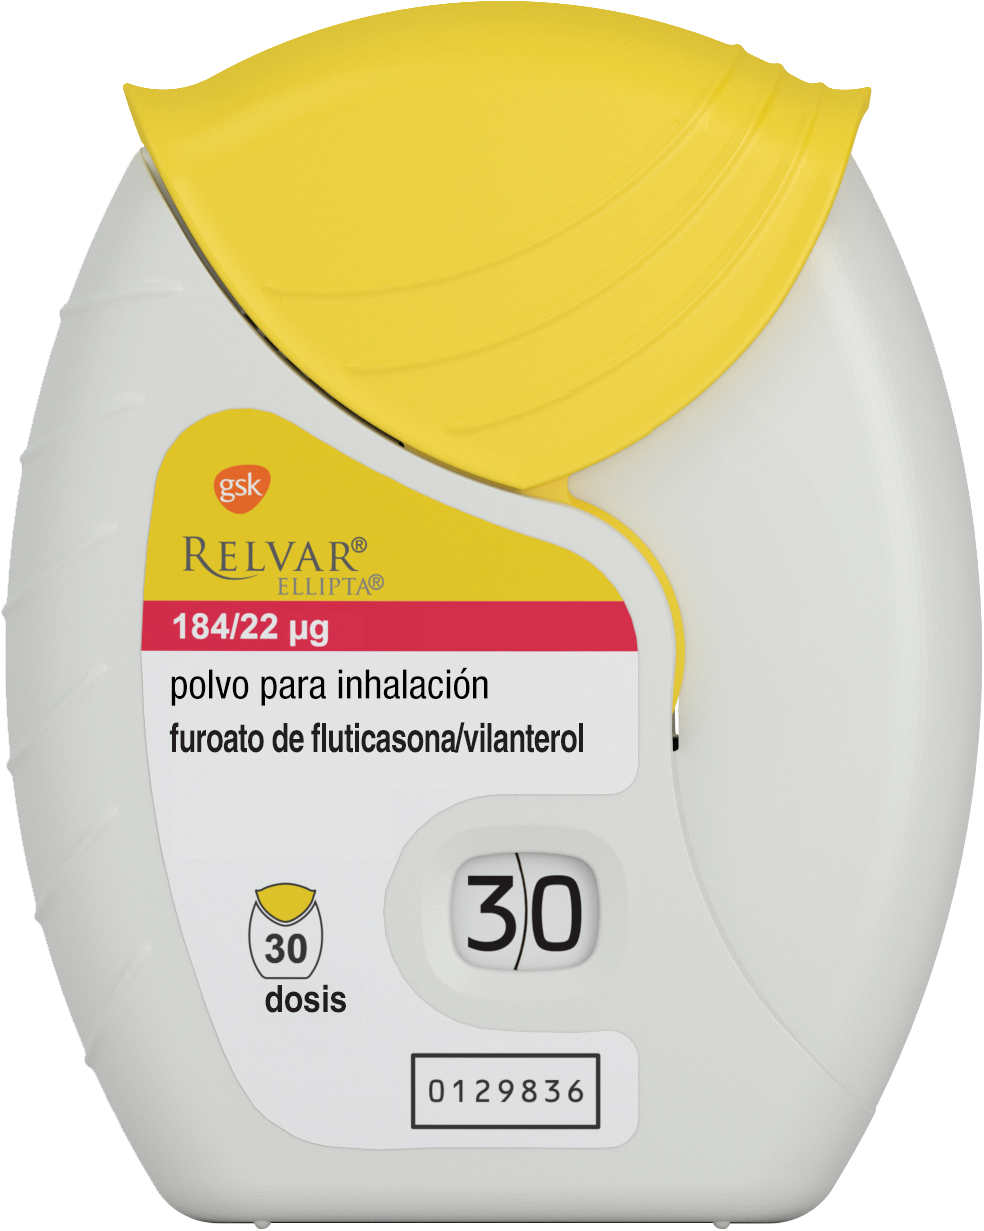 gsk
RELVAR®
ELLIPTA®
184/22 µg
polvo para inhalación
furoato de fluticasona/vilanterol
30
30
dosis
0129836